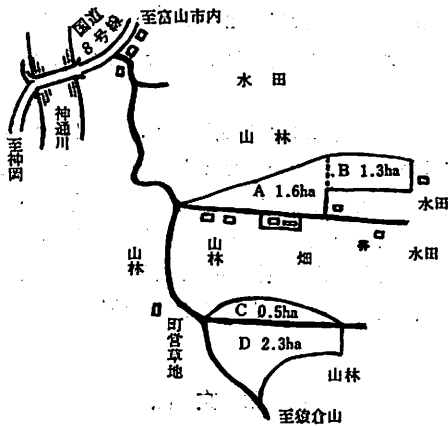 国道
8号線
至富山市内
神通川
至神岡
水田
山林
B 1.3ha
A 1.6ha
水田
山林
畑
水田
山林
町営草地
C 0.5ha
D 2.3ha
山林
至猿倉山